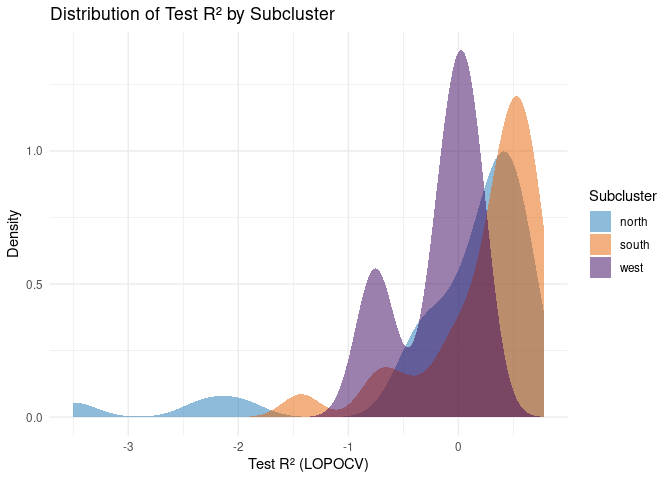 Distribution of Test R² by Subcluster
Density
1.0
0.5
0.0
-3
-2
-1
0
Test R² (LOPOCV)
Subcluster
north
south
west